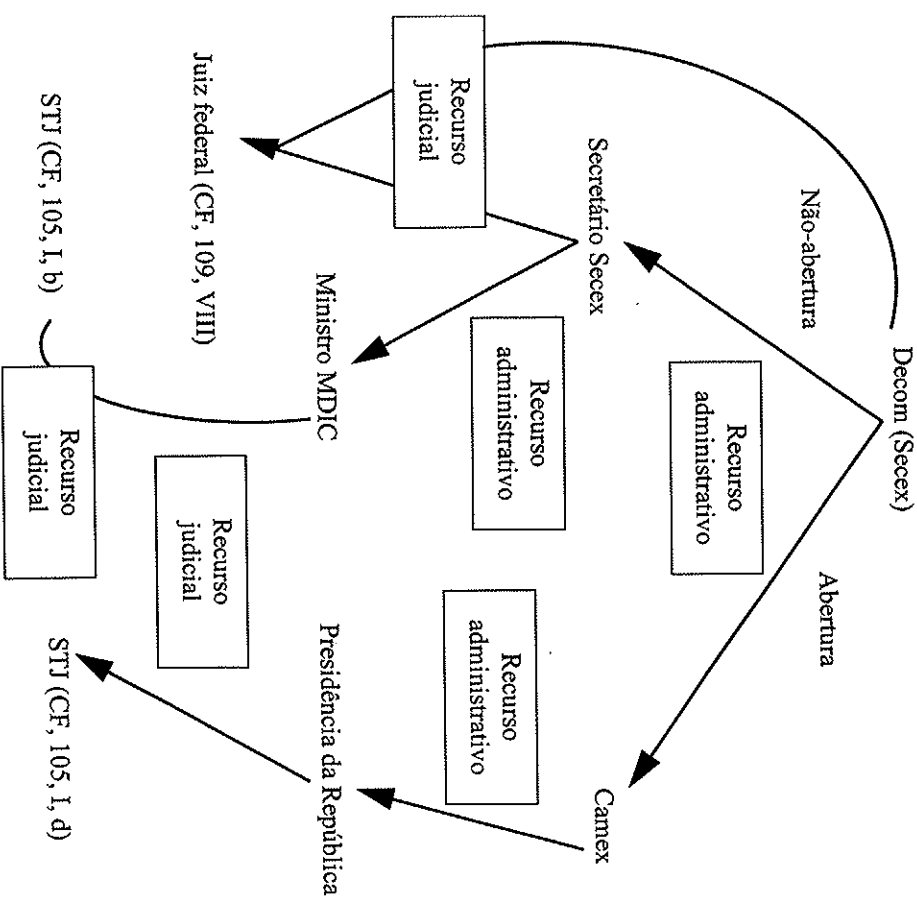 Decom (Secex)
Não-abertura
Abertura
Recurso
administrativo
Secretário Secex
Camex
Recurso
administrativo
Recurso
administrativo
Recurso
judicial
Ministro MDIC
Presidência da República
Juiz federal (CF, 109, VIII)
Recurso
judicial
STJ (CF, 105, I, b)
Recurso
judicial
STJ (CF, 105, I, d)